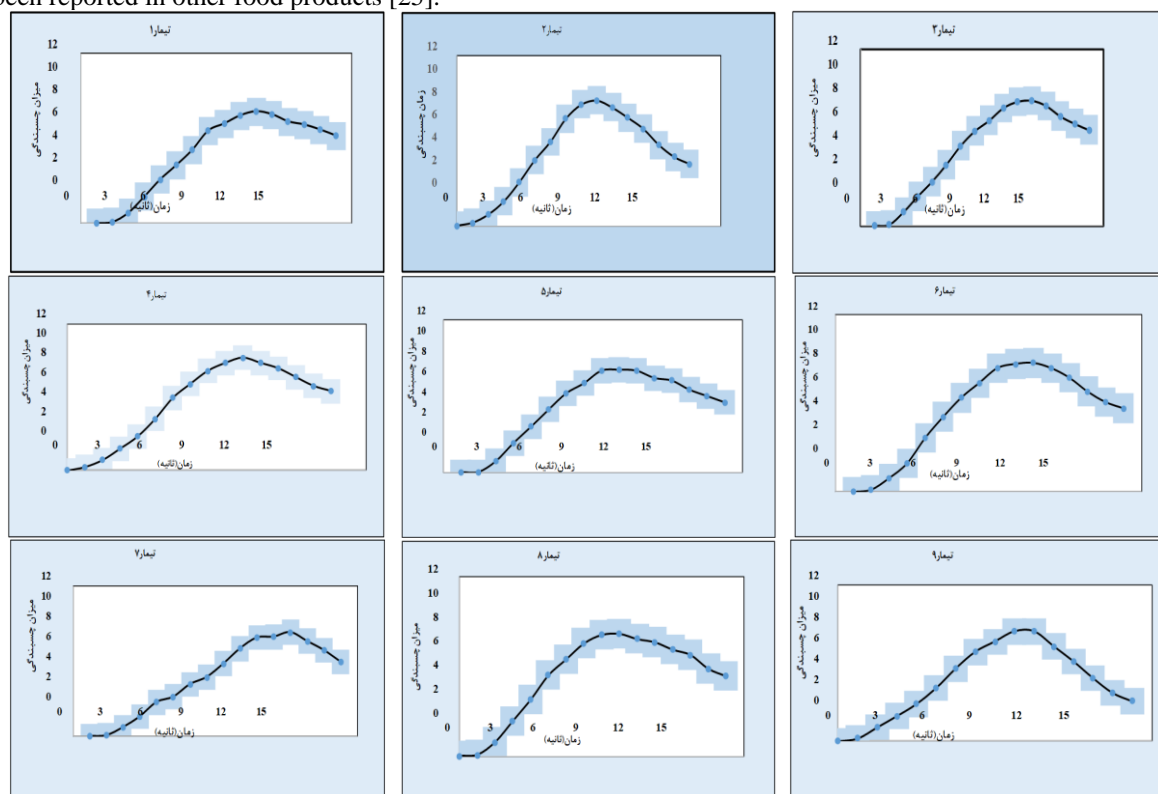 been reported in other food products [25].
تیمار۱
میزان چسبندگی
12
10
8
6
4
2
0
0 3 6 9 12 15
زمان(ثانیه)
تیمار۲
زمان چسبندگی
12
10
8
6
4
2
0
0 3 6 9 12 15
زمان(ثانیه)
تیمار۳
میزان چسبندگی
12
10
8
6
4
2
0
0 3 6 9 12 15
زمان(ثانیه)
تیمار۴
میزان چسبندگی
12
10
8
6
4
2
0
0 3 6 9 12 15
زمان(ثانیه)
تیمار۵
میزان چسبندگی
12
10
8
6
4
2
0
0 3 6 9 12 15
زمان(ثانیه)
تیمار۶
میزان چسبندگی
12
10
8
6
4
2
0
0 3 6 9 12 15
زمان(ثانیه)
تیمار۷
میزان چسبندگی
12
10
8
6
4
2
0
0 3 6 9 12 15
زمان(ثانیه)
تیمار۸
میزان چسبندگی
12
10
8
6
4
2
0
0 3 6 9 12 15
زمان(ثانیه)
تیمار۹
میزان چسبندگی
12
10
8
6
4
2
0
0 3 6 9 12 15
زمان(ثانیه)